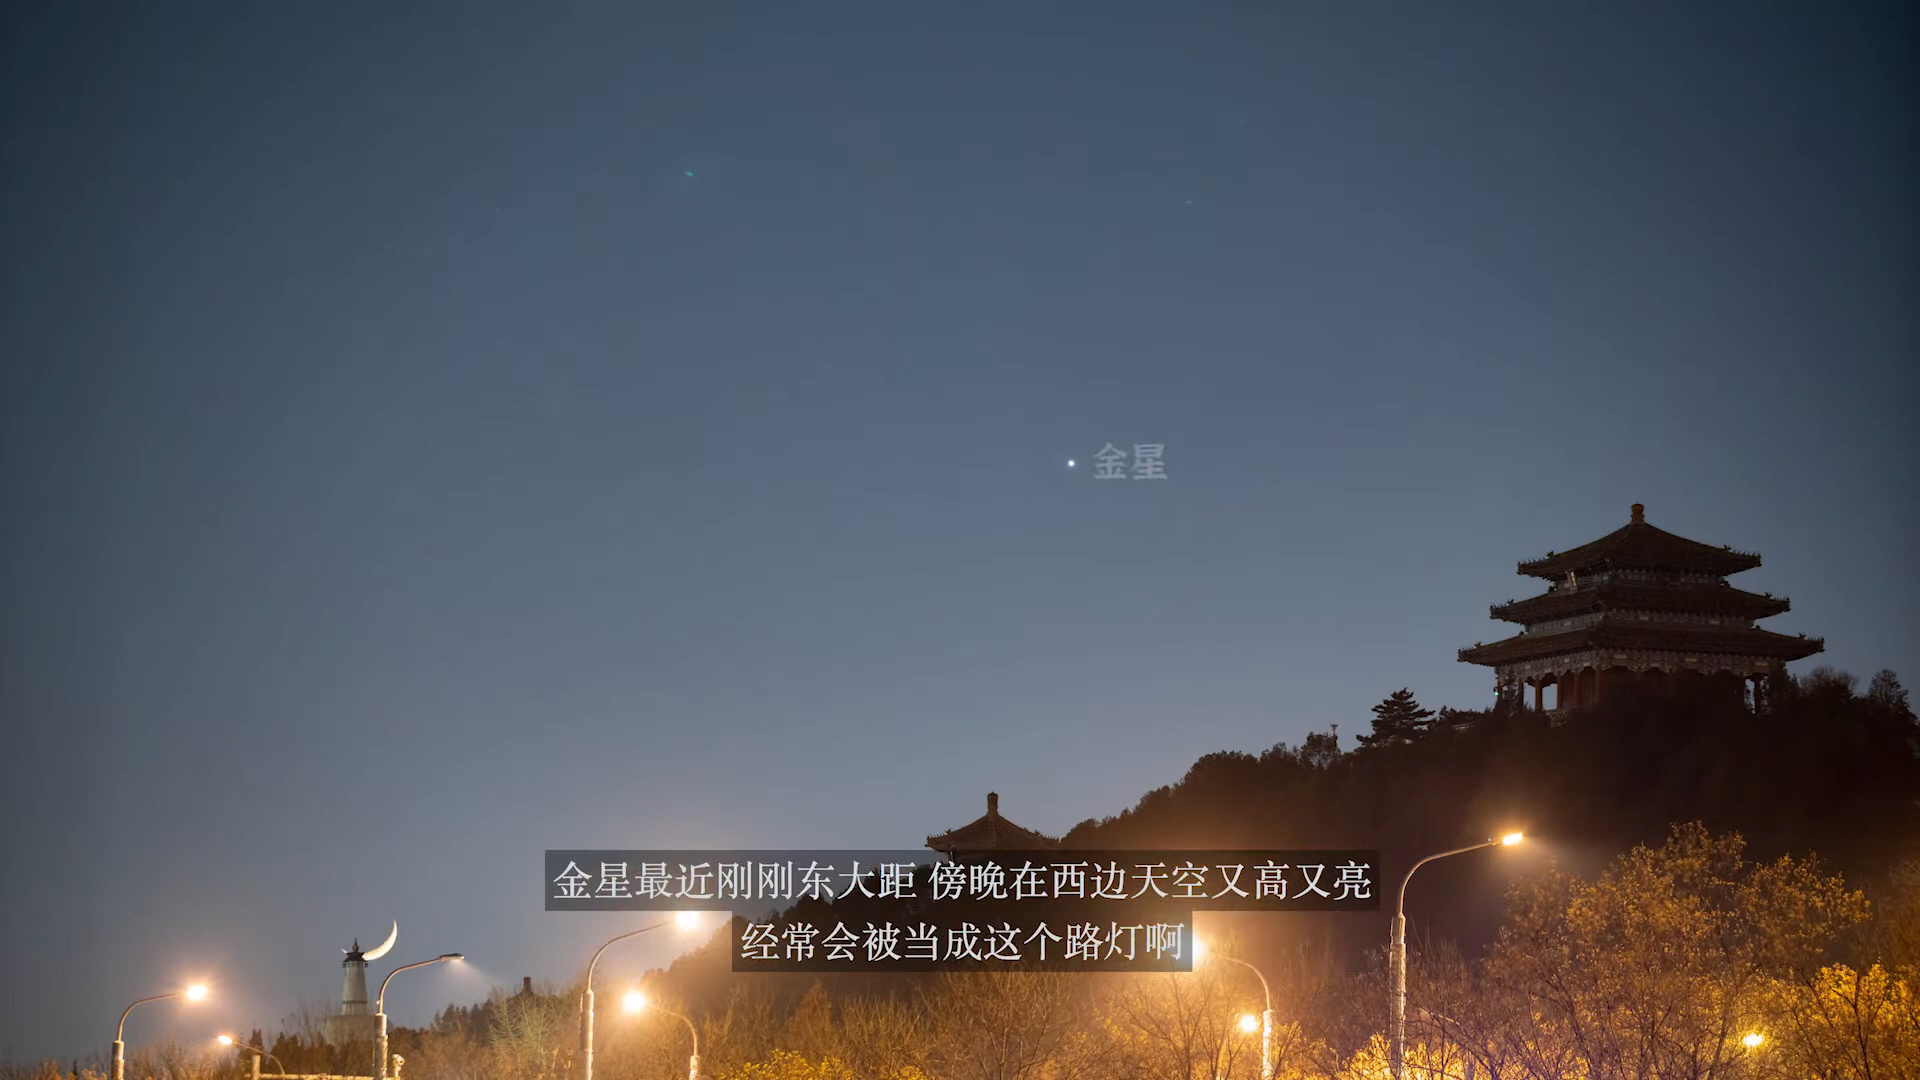 金星
金星最近刚刚东大距 傍晚在西边天空又高又亮
经常会被当成这个路灯啊